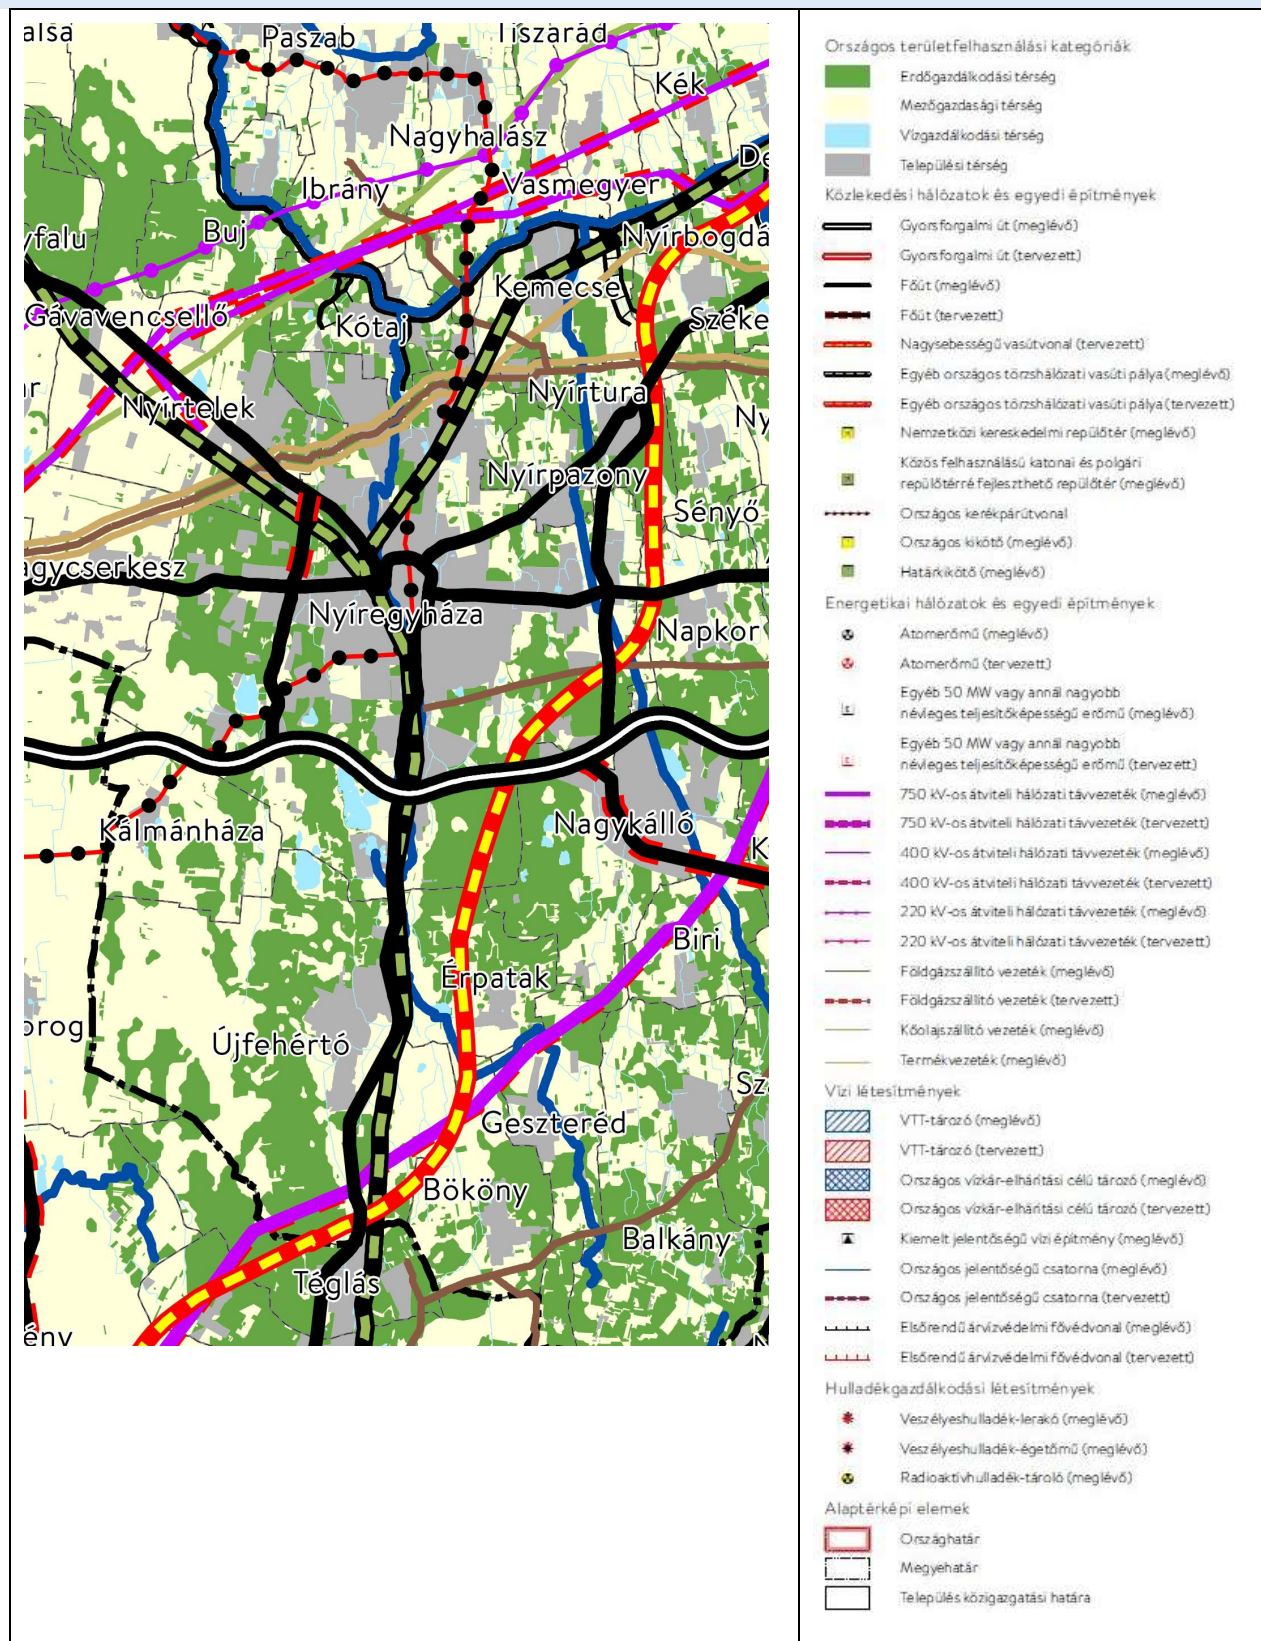 alsa
Paszab
Tiszarád
Kék
Nagyhalász
De
Ibrány
Vasmegyer
yfalu
Buj
Nyírbogdá
Kemecse
Gávavencsellő
Kótaj
Széke
Nyírtura
Nyírtelek
Ny
Nyírpazony
Sényő
agycserkesz
Nyíregyháza
Napkor
Kálmánháza
Nagykálló
K
Biri
Érpatak
orog
Újfehértó
Sz
Geszteréd
Bököny
Balkány
Téglás
ény
Országos területfelhasználási kategóriák
Erdőgazdálkodási térség
Mezőgazdasági térség
Vízgazdálkodási térség
Települési térség
Közlekedési hálózatok és egyedi építmények
Gyorsforgalmi út (meglévő)
Gyorsforgalmi út (tervezett)
Főút (meglévő)
Főút (tervezett)
Nagysebességű vasútvonal (tervezett)
Egyéb országos törzshálózati vasúti pálya (meglévő)
Egyéb országos törzshálózati vasúti pálya (tervezett)
Nemzetközi kereskedelmi repülőtér (meglévő)
Közös felhasználású katonai és polgári
repülőtérré fejleszthető repülőtér (meglévő)
Országos kerékpárútvonal
Országos kikötő (meglévő)
Határkikötő (meglévő)
Energetikai hálózatok és egyedi építmények
Atomerőmű (meglévő)
Atomerőmű (tervezett)
Egyéb 50 MW vagy annál nagyobb
névleges teljesítőképességű erőmű (meglévő)
Egyéb 50 MW vagy annál nagyobb
névleges teljesítőképességű erőmű (tervezett)
750 kV-os átviteli hálózati távvezeték (meglévő)
750 kV-os átviteli hálózati távvezeték (tervezett)
400 kV-os átviteli hálózati távvezeték (meglévő)
400 kV-os átviteli hálózati távvezeték (tervezett)
220 kV-os átviteli hálózati távvezeték (meglévő)
220 kV-os átviteli hálózati távvezeték (tervezett)
Földgázszállító vezeték (meglévő)
Földgázszállító vezeték (tervezett)
Kőolajszállító vezeték (meglévő)
Termékvezeték (meglévő)
Vízi létesítmények
VTT-tározó (meglévő)
VTT-tározó (tervezett)
Országos vízkár-elhárítási célú tározó (meglévő)
Országos vízkár-elhárítási célú tározó (tervezett)
Kiemelt jelentőségű vízi építmény (meglévő)
Országos jelentőségű csatorna (meglévő)
Országos jelentőségű csatorna (tervezett)
Elsőrendű árvízvédelmi fővédvonal (meglévő)
Elsőrendű árvízvédelmi fővédvonal (tervezett)
Hulladékgazdálkodási létesítmények
Veszélyeshulladék-lerakó (meglévő)
Veszélyeshulladék-égetőmű (meglévő)
Radioaktívhulladék-tároló (meglévő)
Alaptérképi elemek
Országhatár
Megyehatár
Település közigazgatási határa